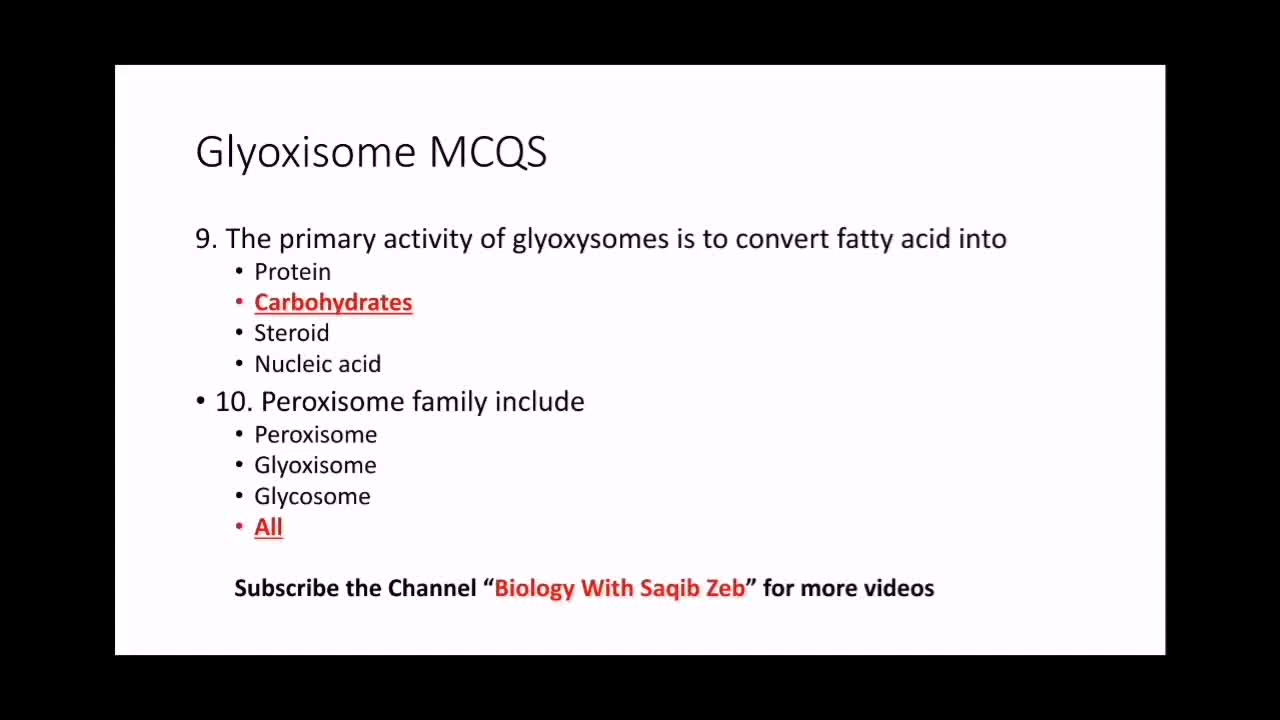 Glyoxisome MCQS
9. The primary activity of glyoxysomes is to convert fatty acid into
• Protein
• Carbohydrates
• Steroid
• Nucleic acid
• 10. Peroxisome family include
• Peroxisome
• Glyoxisome
• Glycosome
• All
Subscribe the Channel “Biology With Saqib Zeb” for more videos